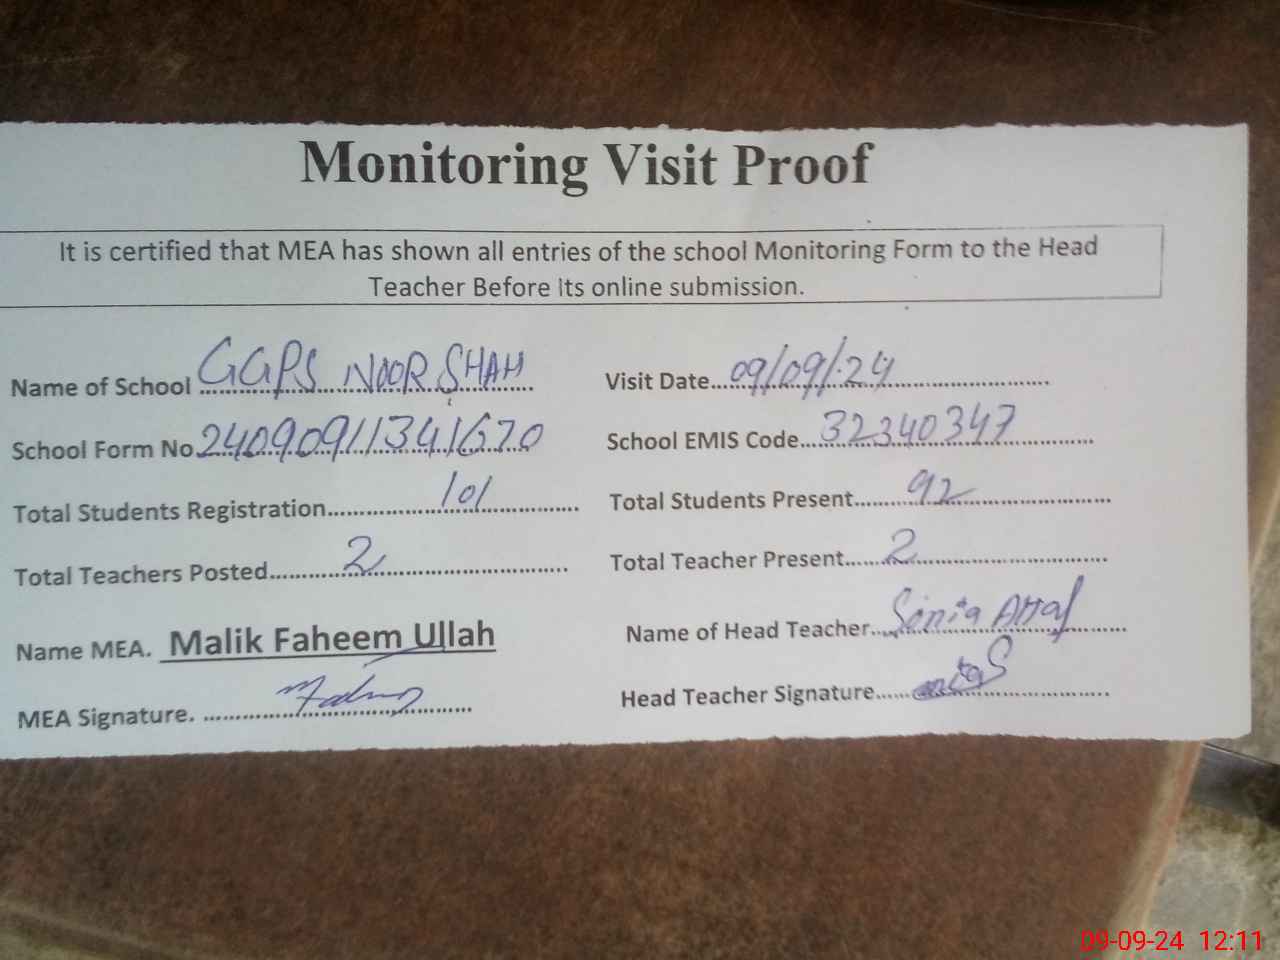 Monitoring Visit Proof
It is certified that MEA has shown all entries of the school Monitoring Form to the Head
Teacher Before Its online submission.
Name of School GGPS NOOR SHAH Visit Date 09/09/24
School Form No 24090911341670 School EMIS Code 32340347
Total Students Registration 101 Total Students Present 92
Total Teachers Posted 2 Total Teacher Present 2
Name MEA. Malik Faheem Ullah Name of Head Teacher Sonia
MEA Signature. Head Teacher Signature
09-09-24 12:11